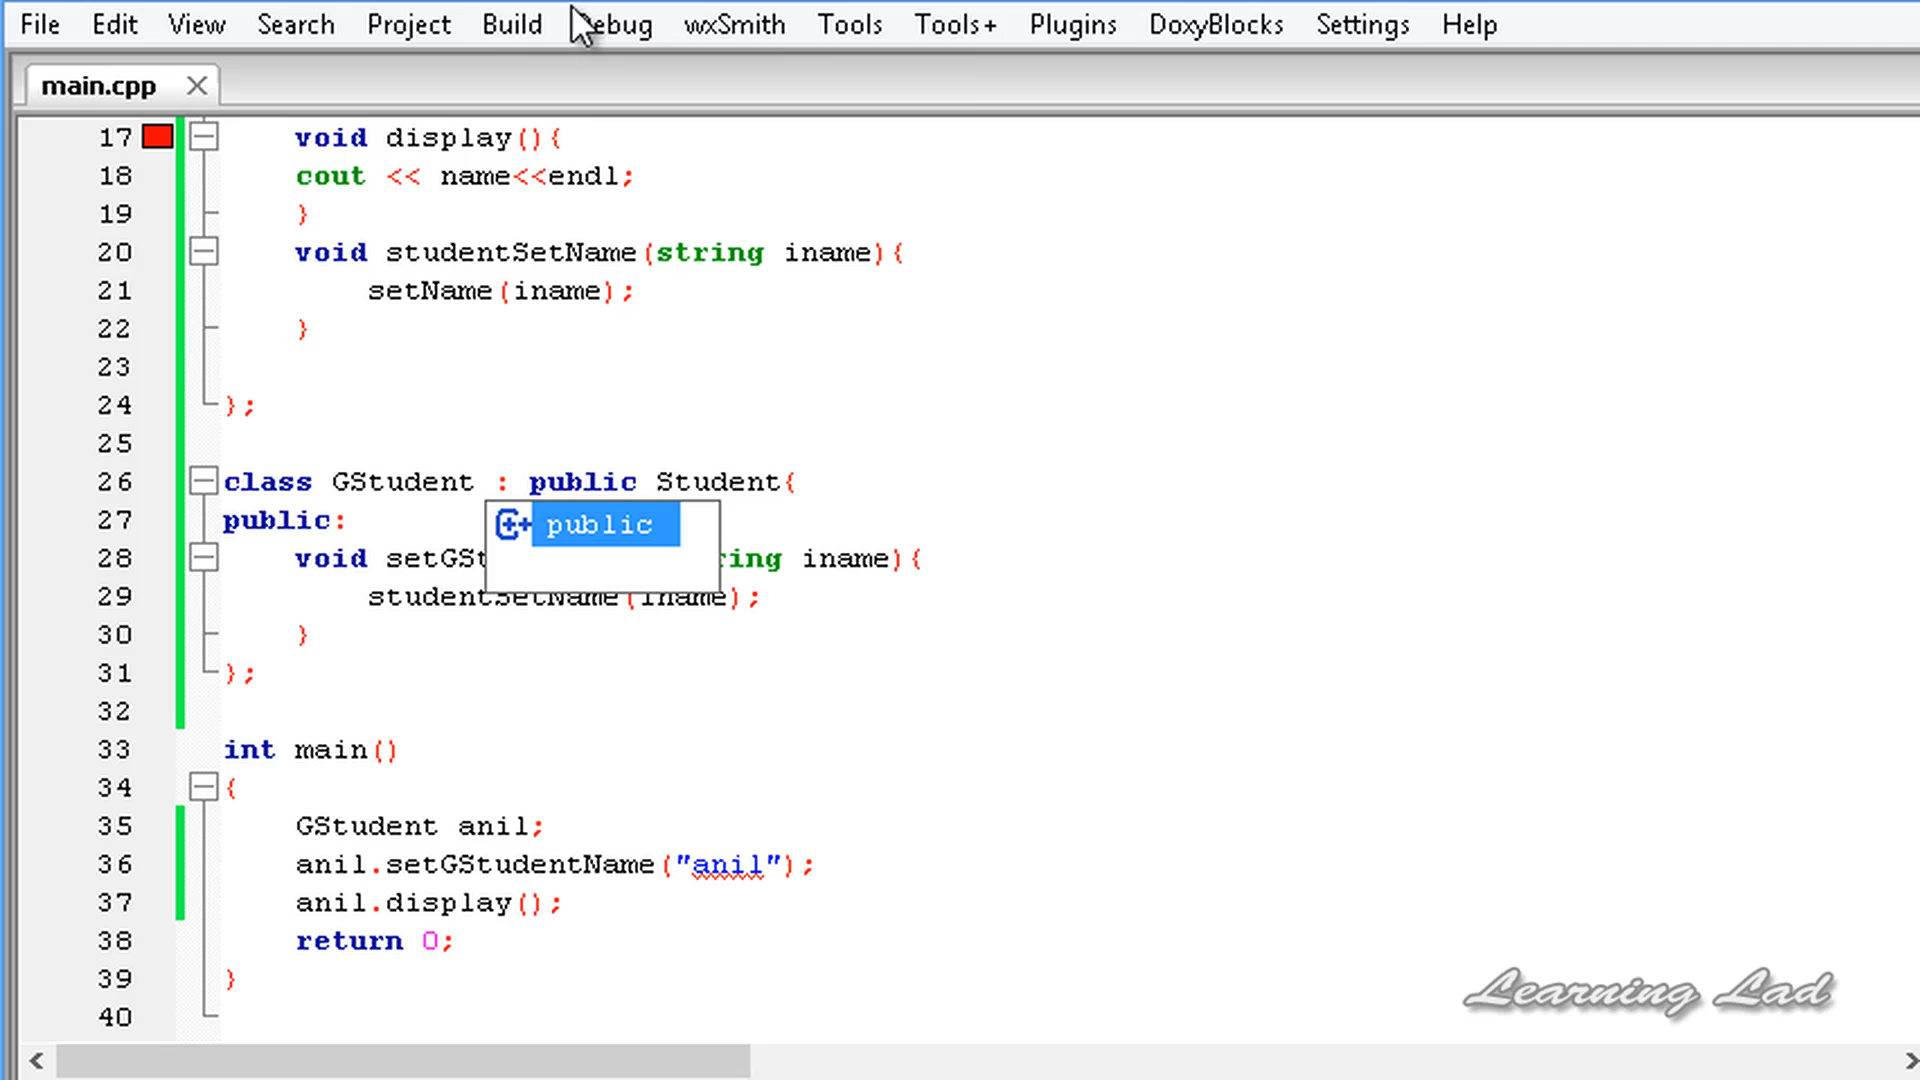 File Edit View Search Project Build Debug wxSmith Tools Tools+ Plugins DoxyBlocks Settings Help
main.cpp
17 void display(){
18 cout << name<<endl;
19 }
20 void studentSetName(string iname){
21 setName(iname);
22 }
23
24 };
25
26 class GStudent : public Student{
27 public:
public
28 void setGSt ring iname){
29 studentSetName(iname);
30 }
31 };
32
33 int main()
34 {
35 GStudent anil;
36 anil.setGStudentName("anil");
37 anil.display();
38 return 0;
39 }
40
Learning Lad